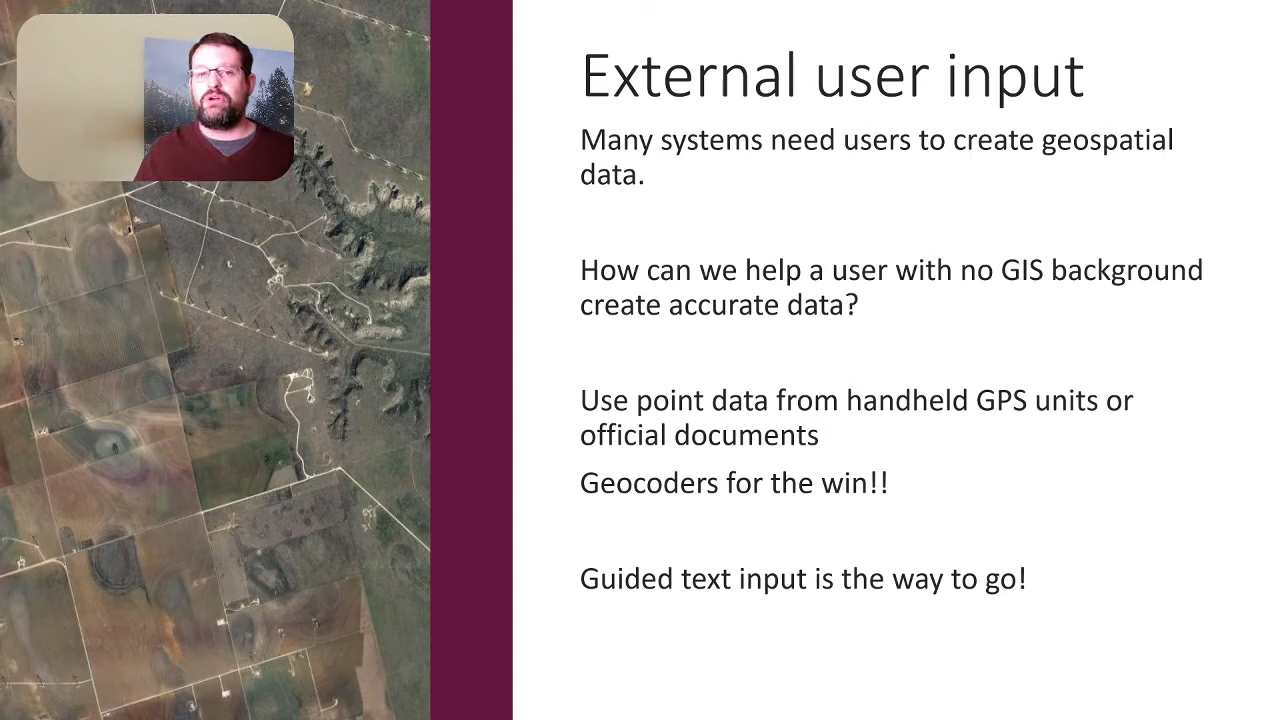 External user input
Many systems need users to create geospatial
data.
How can we help a user with no GIS background
create accurate data?
Use point data from handheld GPS units or
official documents
Geocoders for the win!!
Guided text input is the way to go!